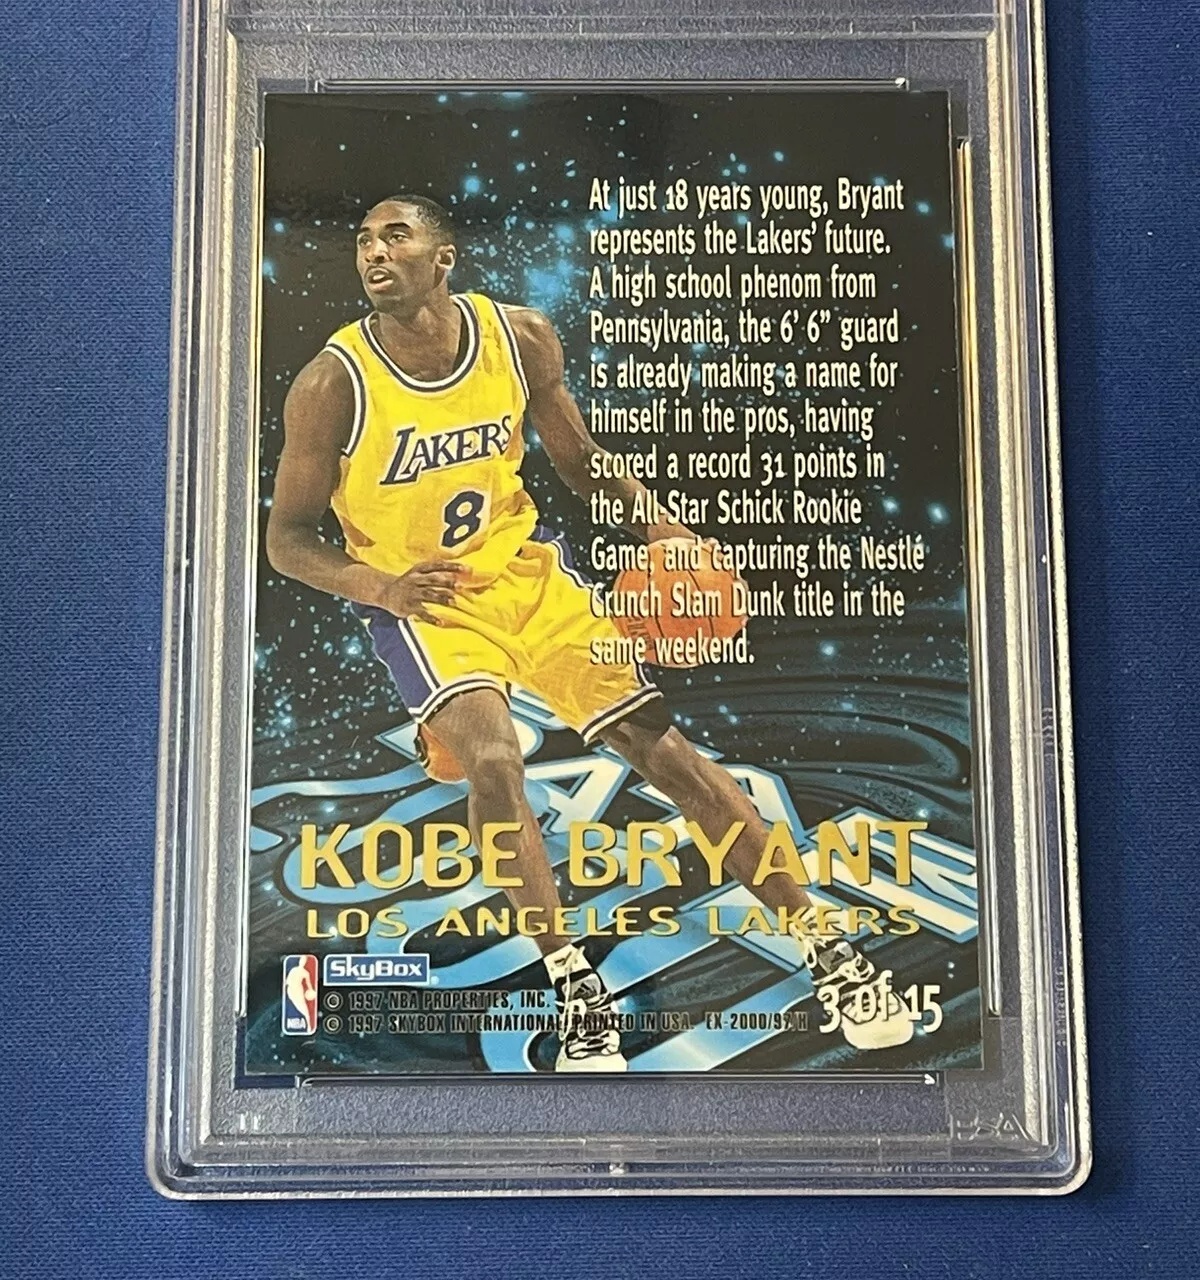 At just 18 years young, Bryant
represents the Lakers' future.
A high school phenom from
Pennsylvania, the 6' 6" guard
is already making a name for
himself in the pros, having
scored a record 31 points in
the All-Star Schick Rookie
Game, and capturing the Nestlé
Crunch Slam Dunk title in the
same weekend.
LAKERS
8
KOBE BRYANT
LOS ANGELES LAKERS
SkyBox®
NBA
© 1997 NBA PROPERTIES, INC.
© 1997 SKYBOX INTERNATIONAL PRINTED IN USA. EX-2000/97/H
3 of 15
PSA